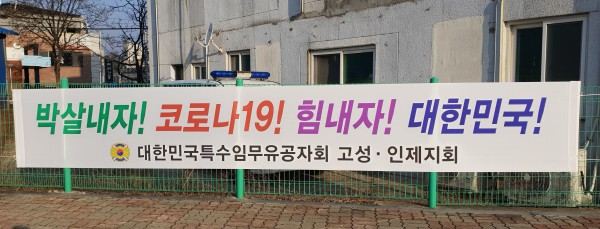 박살내자! 코로나19! 힘내자! 대한민국!
대한민국특수임무유공자회 고성·인제지회